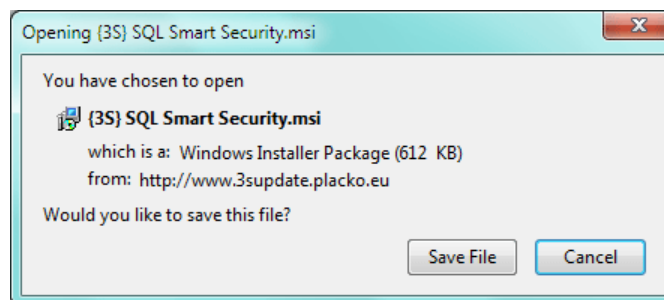 Opening {3S} SQL Smart Security.msi
You have chosen to open
{3S} SQL Smart Security.msi
which is a: Windows Installer Package (612 KB)
from: http://www.3supdate.placko.eu
Would you like to save this file?
Save File Cancel